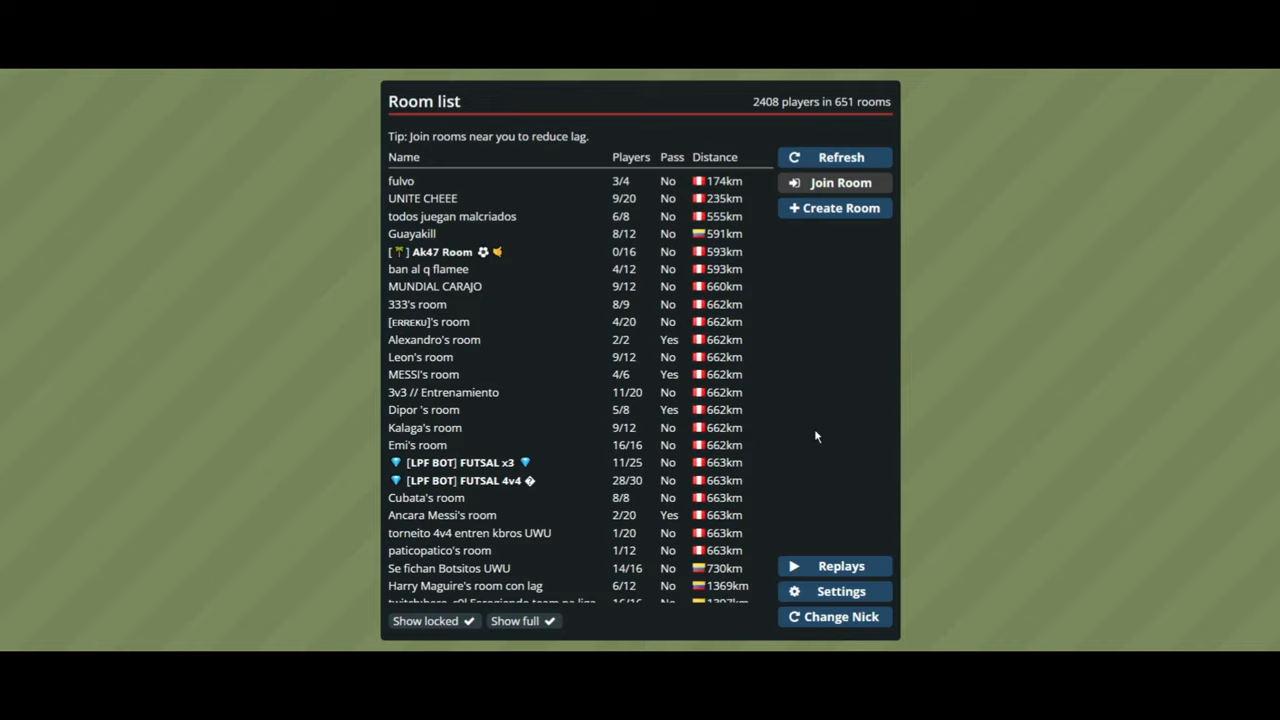 Room list 2408 players in 651 rooms
Tip: Join rooms near you to reduce lag.
Name Players Pass Distance
Refresh
Join Room
Create Room
fulvo 3/4 No 174km
UNITE CHEEE 9/20 No 235km
todos juegan malcriados 6/8 No 555km
Guayakill 8/12 No 591km
[🌴] Ak47 Room ⚽🤙 0/16 No 593km
ban al q flamee 4/12 No 593km
MUNDIAL CARAJO 9/12 No 660km
333's room 8/9 No 662km
[ᴇʀʀᴇᴋᴜ]'s room 4/20 No 662km
Alexandro's room 2/2 Yes 662km
Leon's room 9/12 No 662km
MESSI's room 4/6 Yes 662km
3v3 // Entrenamiento 11/20 No 662km
Dipor 's room 5/8 Yes 662km
Kalaga's room 9/12 No 662km
Emi's room 16/16 No 662km
💎 [LPF BOT] FUTSAL x3 💎 11/25 No 663km
💎 [LPF BOT] FUTSAL 4v4 � 28/30 No 663km
Cubata's room 8/8 No 663km
Ancara Messi's room 2/20 Yes 663km
torneito 4v4 entren kbros UWU 1/20 No 663km
paticopatico's room 1/12 No 663km
Se fichan Botsitos UWU 14/16 No 730km
Harry Maguire's room con lag 6/12 No 1369km
Replays
Settings
Change Nick
Show locked Show full